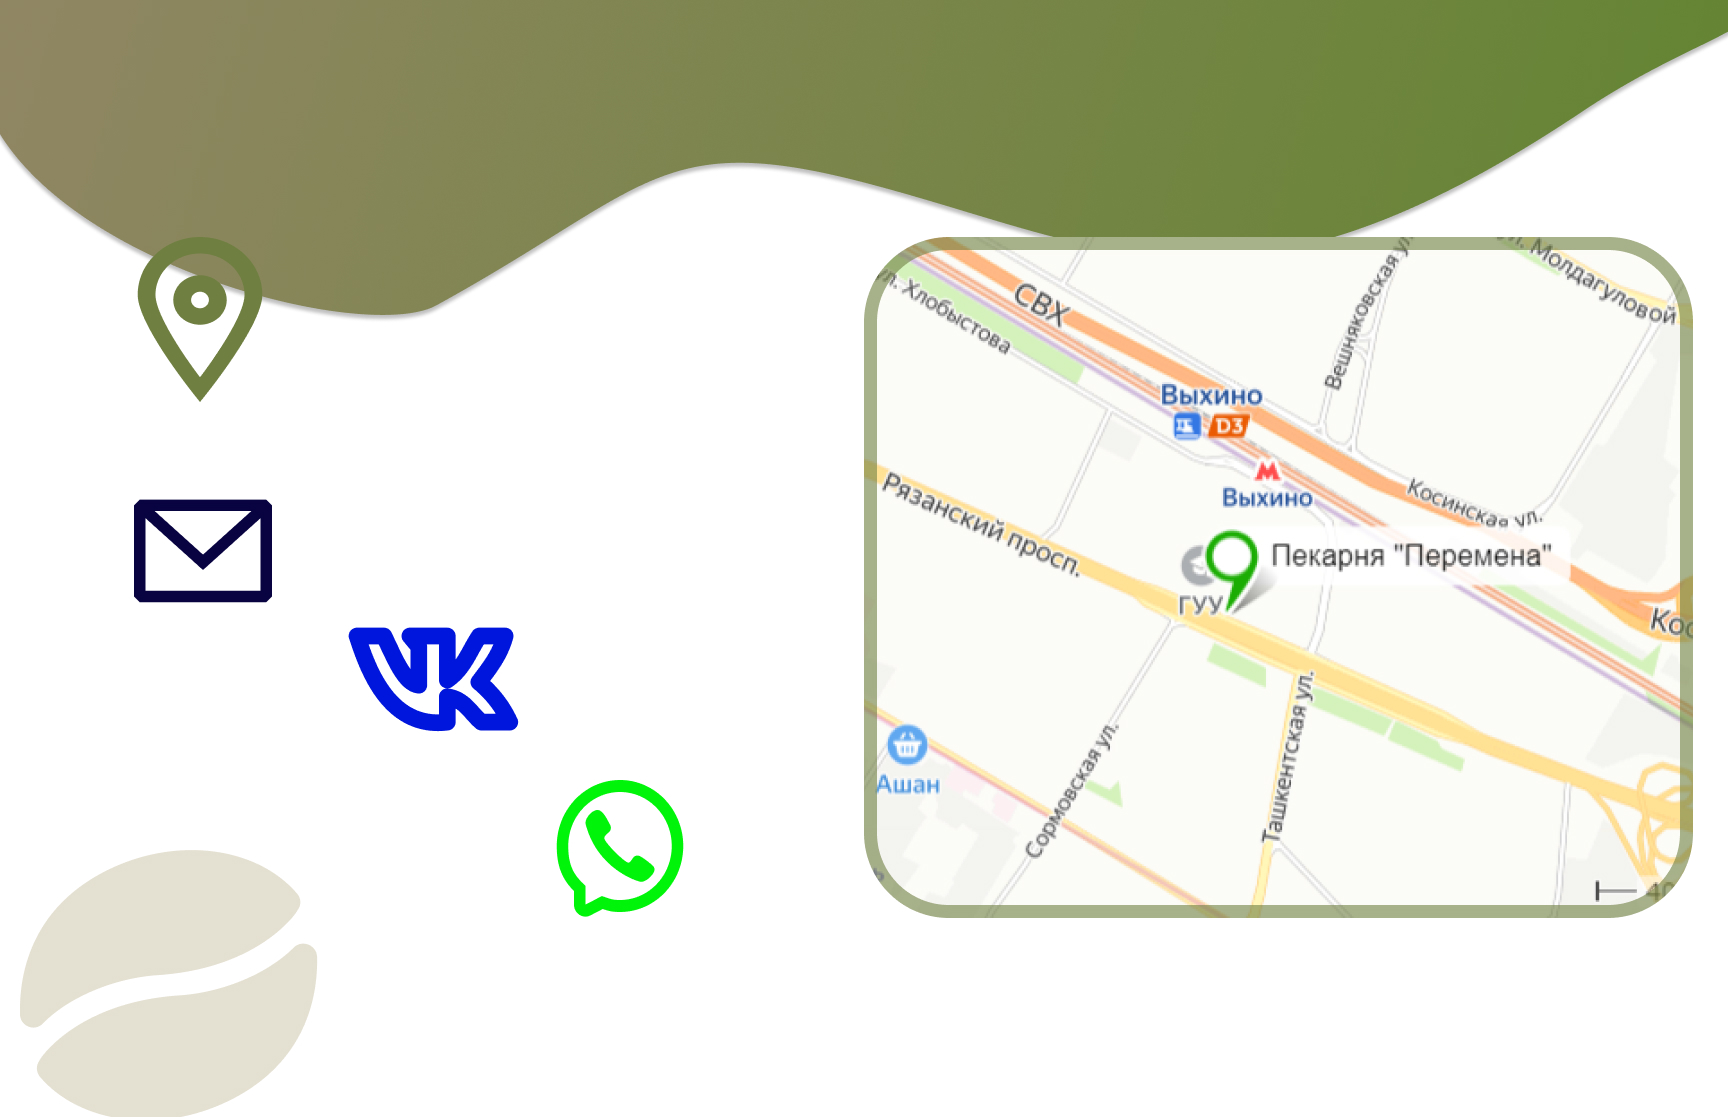 ул. Молдагуловой
Вешняковская ул.
СВХ
ул. Хлобыстова
Выхино
D3
М
Выхино
Косинская ул.
Рязанский просп.
Пекарня "Перемена"
ГУУ
Ташкентская ул.
Сормовская ул.
Ашан